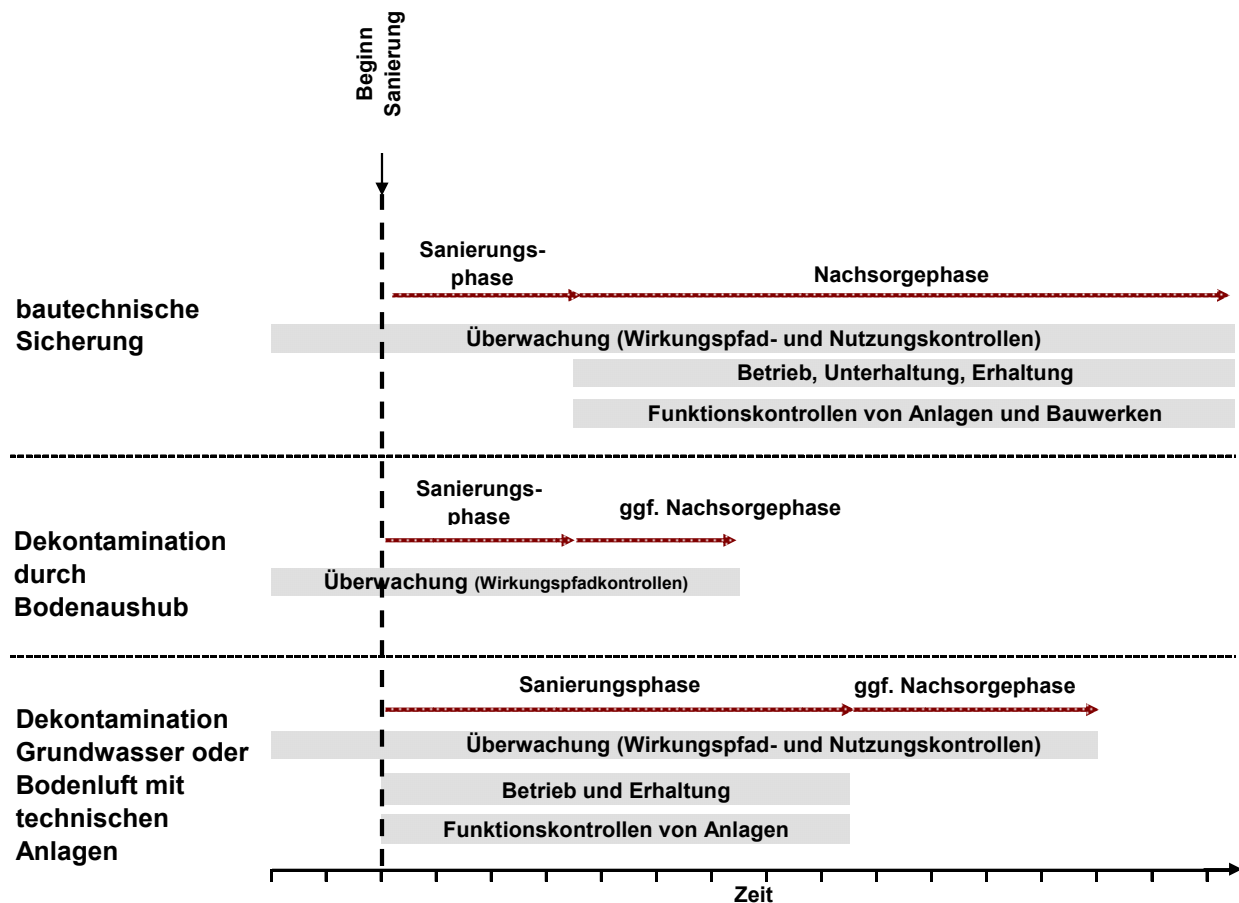 Beginn
Sanierung
Sanierungs-
phase
Nachsorgephase
bautechnische
Sicherung
Überwachung (Wirkungspfad- und Nutzungskontrollen)
Betrieb, Unterhaltung, Erhaltung
Funktionskontrollen von Anlagen und Bauwerken
Sanierungs-
phase
ggf. Nachsorgephase
Dekontamination
durch
Bodenaushub
Überwachung (Wirkungspfadkontrollen)
Sanierungsphase
ggf. Nachsorgephase
Dekontamination
Grundwasser oder
Bodenluft mit
technischen
Anlagen
Überwachung (Wirkungspfad- und Nutzungskontrollen)
Betrieb und Erhaltung
Funktionskontrollen von Anlagen
Zeit